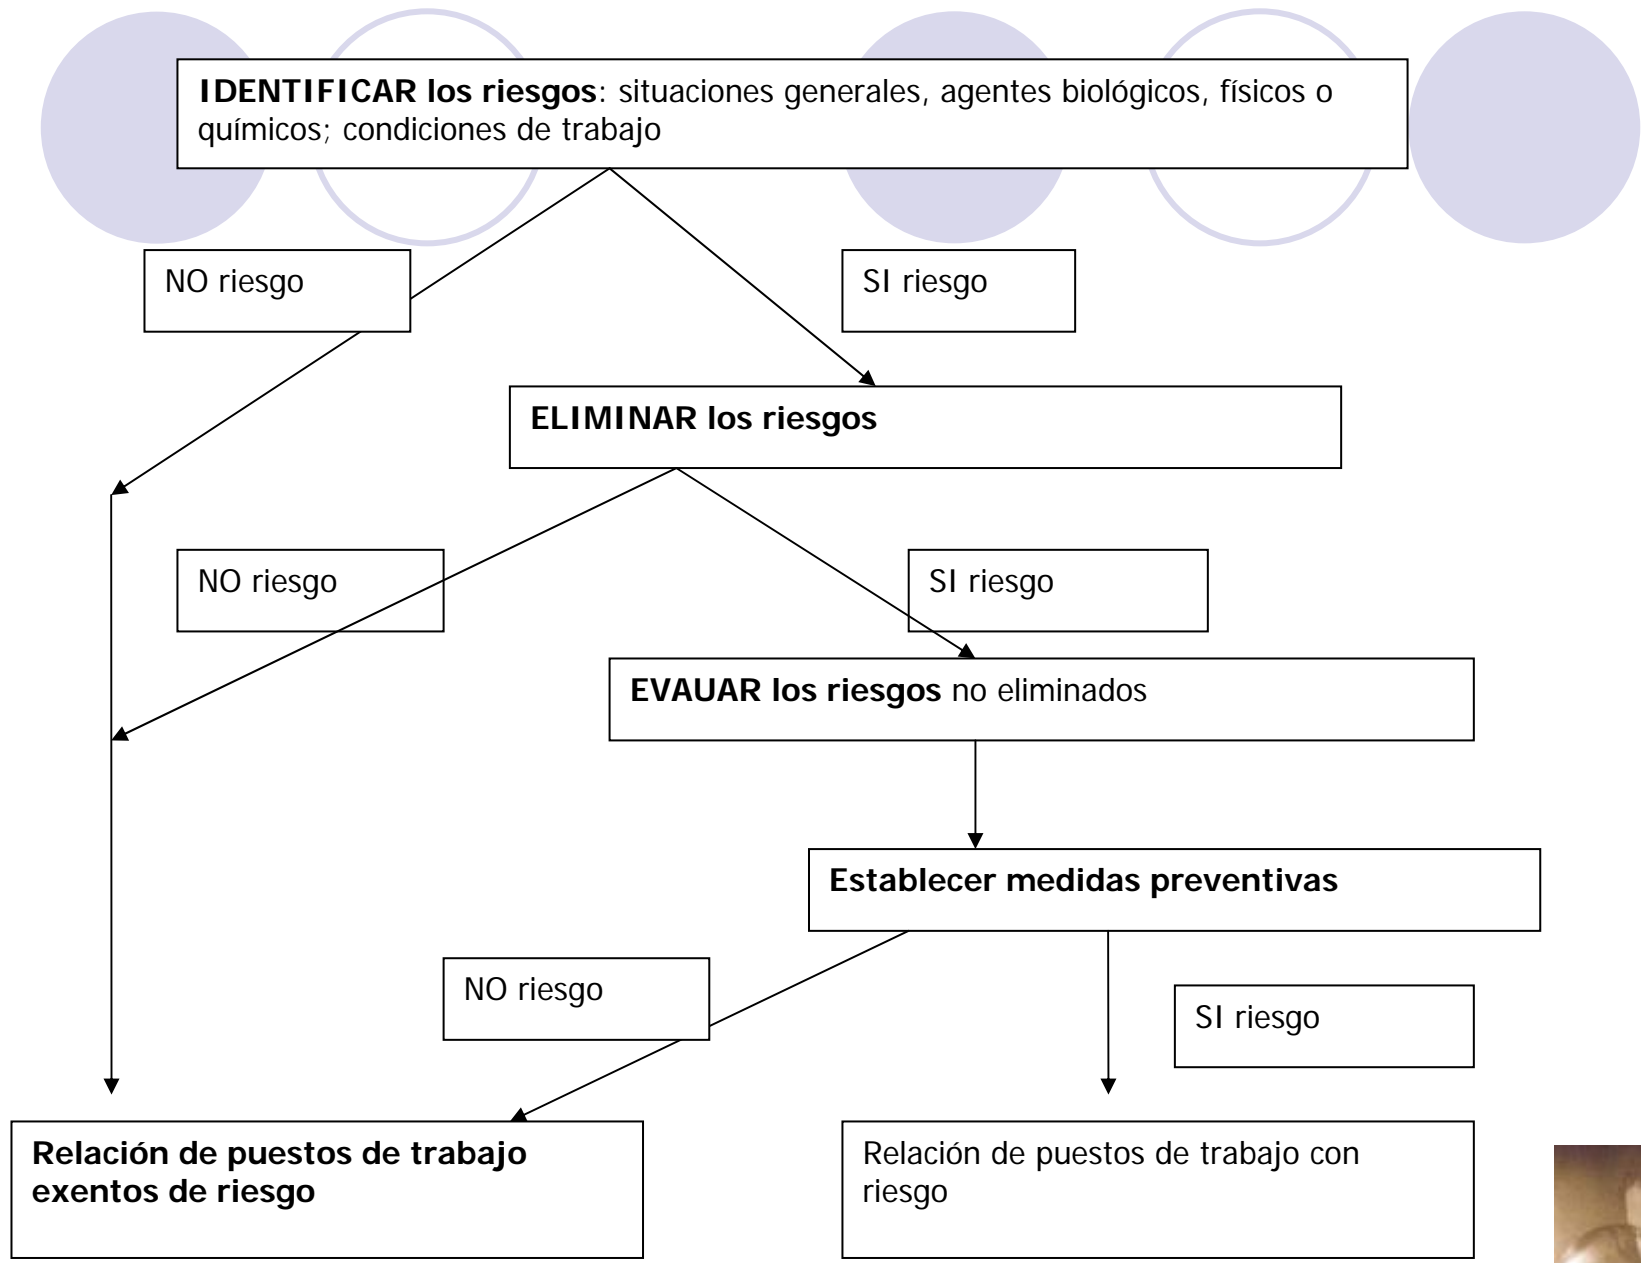 IDENTIFICAR los riesgos: situaciones generales, agentes biológicos, físicos o
químicos; condiciones de trabajo
NO riesgo
SI riesgo
ELIMINAR los riesgos
NO riesgo
SI riesgo
EVAUAR los riesgos no eliminados
Establecer medidas preventivas
NO riesgo
SI riesgo
Relación de puestos de trabajo
exentos de riesgo
Relación de puestos de trabajo con
riesgo